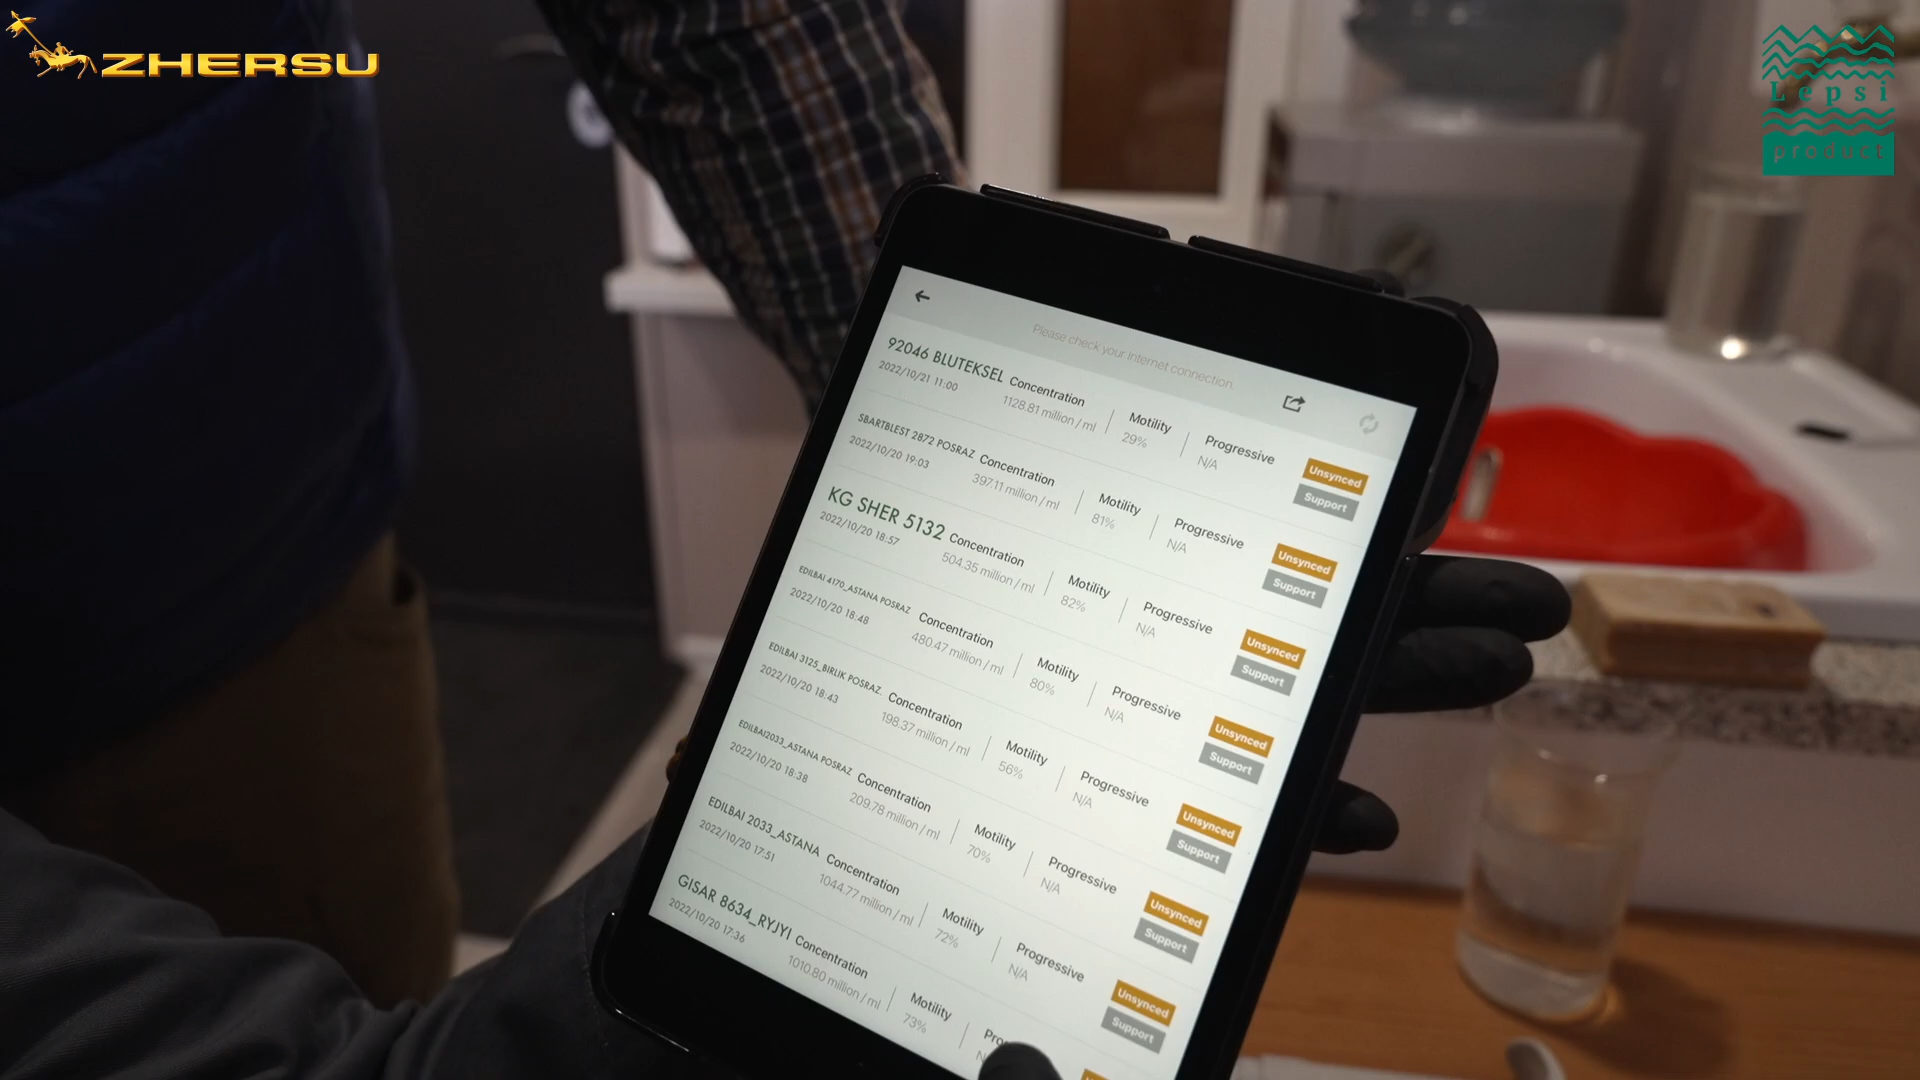 ZHERSU
Lepsi
product
Please check your internet connection.
92046 BLUTEKSEL
2022/10/21 11:00
Concentration
1128.81 million / ml
Motility
29%
Progressive
N/A
Unsynced
Support
SBARTBLEST 2872 POSRAZ
2022/10/20 19:03
Concentration
397.11 million / ml
Motility
81%
Progressive
N/A
Unsynced
Support
KG SHER 5132
2022/10/20 18:57
Concentration
504.35 million / ml
Motility
82%
Progressive
N/A
Unsynced
Support
EDILBAI 4170_ASTANA POSRAZ
2022/10/20 18:48
Concentration
480.47 million / ml
Motility
80%
Progressive
N/A
Unsynced
Support
EDILBAI 3125_BIRLIK POSRAZ
2022/10/20 18:43
Concentration
198.37 million / ml
Motility
56%
Progressive
N/A
Unsynced
Support
EDILBAI2033_ASTANA POSRAZ
2022/10/20 18:38
Concentration
209.78 million / ml
Motility
70%
Progressive
N/A
Unsynced
Support
EDILBAI 2033_ASTANA
2022/10/20 17:51
Concentration
1044.77 million / ml
Motility
72%
Progressive
N/A
Unsynced
Support
GISAR 8634_RYJYI
2022/10/20 17:36
Concentration
1010.80 million / ml
Motility
73%